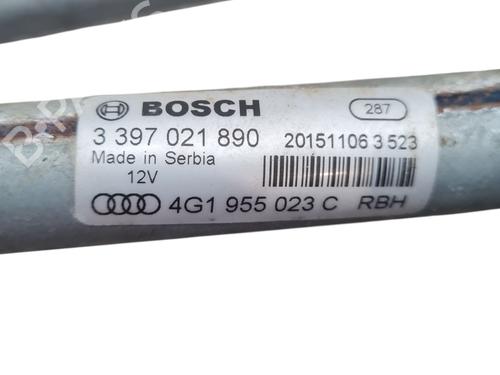 BOSCH 287
3 397 021 890 20151106 3 523
Made in Serbia
12V
4G1 955 023 C RBH